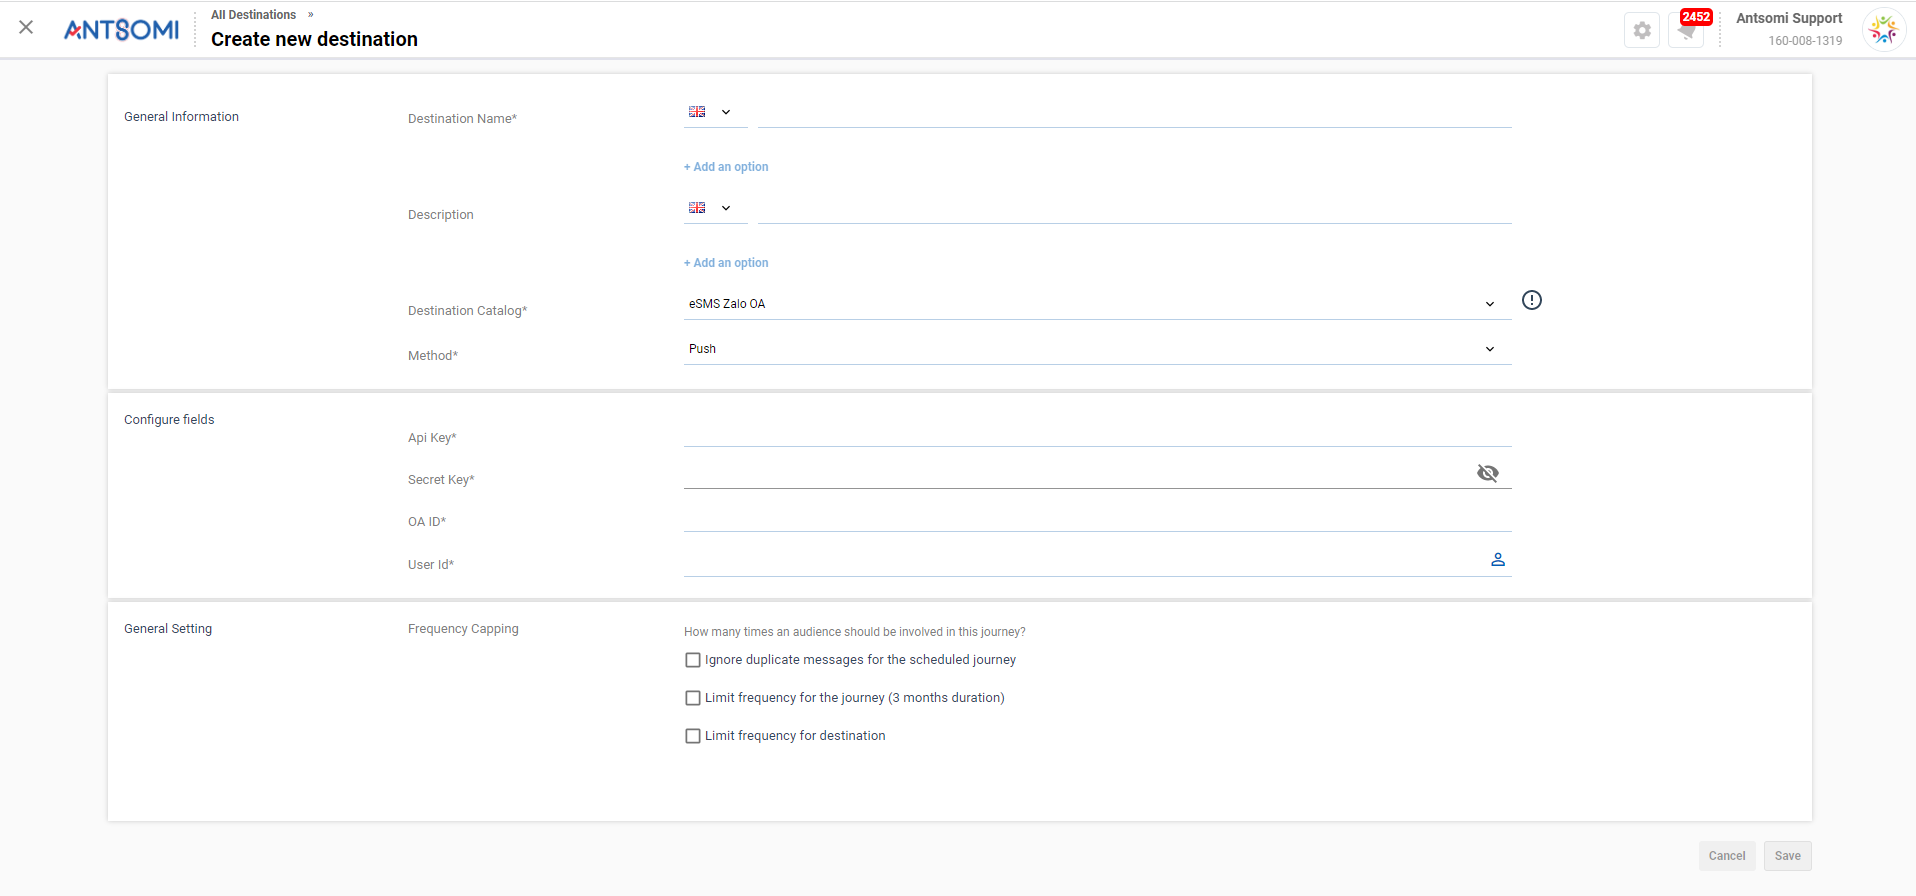 ANTSOMI
All Destinations »
Create new destination
2452
Antsomi Support
160-008-1319
General Information
Destination Name*
+ Add an option
Description
+ Add an option
Destination Catalog*
eSMS Zalo OA
Method*
Push
Configure fields
Api Key*
Secret Key*
OA ID*
User Id*
General Setting
Frequency Capping
How many times an audience should be involved in this journey?
Ignore duplicate messages for the scheduled journey
Limit frequency for the journey (3 months duration)
Limit frequency for destination
Cancel
Save